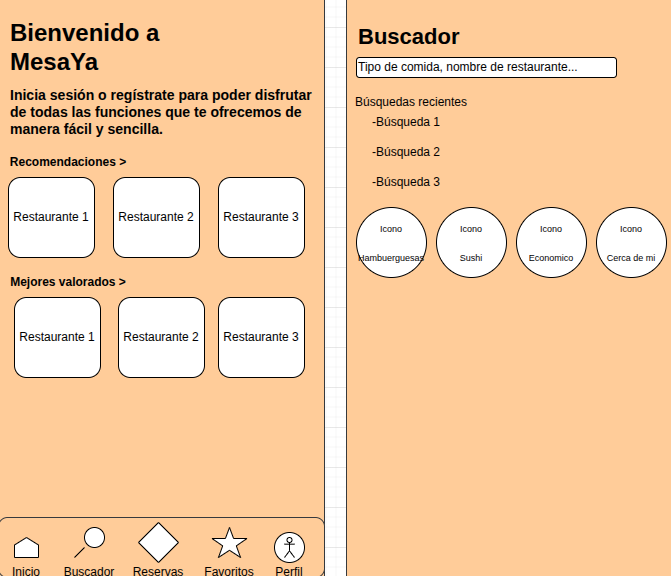 Bienvenido a
MesaYa
Inicia sesión o regístrate para poder disfrutar
de todas las funciones que te ofrecemos de
manera fácil y sencilla.
Recomendaciones >
Restaurante 1
Restaurante 2
Restaurante 3
Mejores valorados >
Restaurante 1
Restaurante 2
Restaurante 3
Inicio
Buscador
Reservas
Favoritos
Perfil
Buscador
Tipo de comida, nombre de restaurante...
Búsquedas recientes
-Búsqueda 1
-Búsqueda 2
-Búsqueda 3
Icono
Hambuerguesas
Icono
Sushi
Icono
Economico
Icono
Cerca de mi